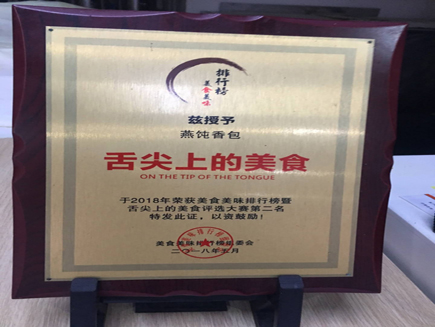 美食美味
排行榜
兹授予
燕饨香包
舌尖上的美食
ON THE TIP OF THE TONGUE
于2018年荣获美食美味排行榜暨
舌尖上的美食评选大赛第二名
特发此证，以资鼓励！
美食美味排行榜组委会
二〇一八年五月